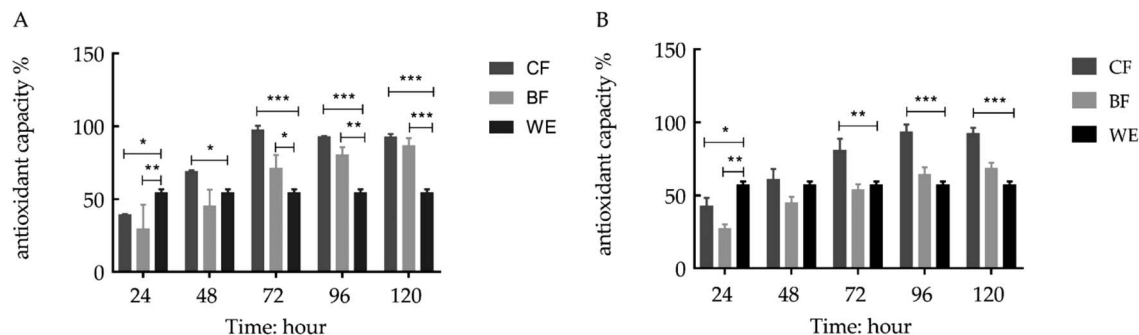 A
antioxidant capacity %
150
100
50
0
* ** * *** * *** ** *** ***
24 48 72 96 120
Time: hour
CF
BF
WE
B
antioxidant capacity %
150
100
50
0
* ** ** *** ***
24 48 72 96 120
Time: hour
CF
BF
WE